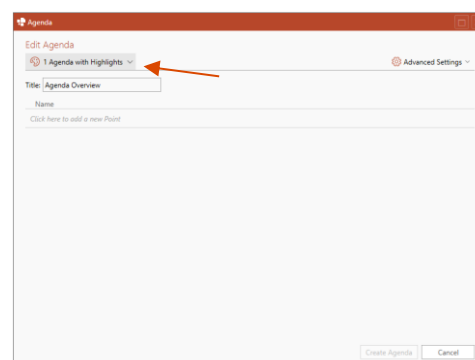 Agenda
Edit Agenda
1 Agenda with Highlights
Advanced Settings
Title: Agenda Overview
Name
Click here to add a new Point
Create Agenda Cancel